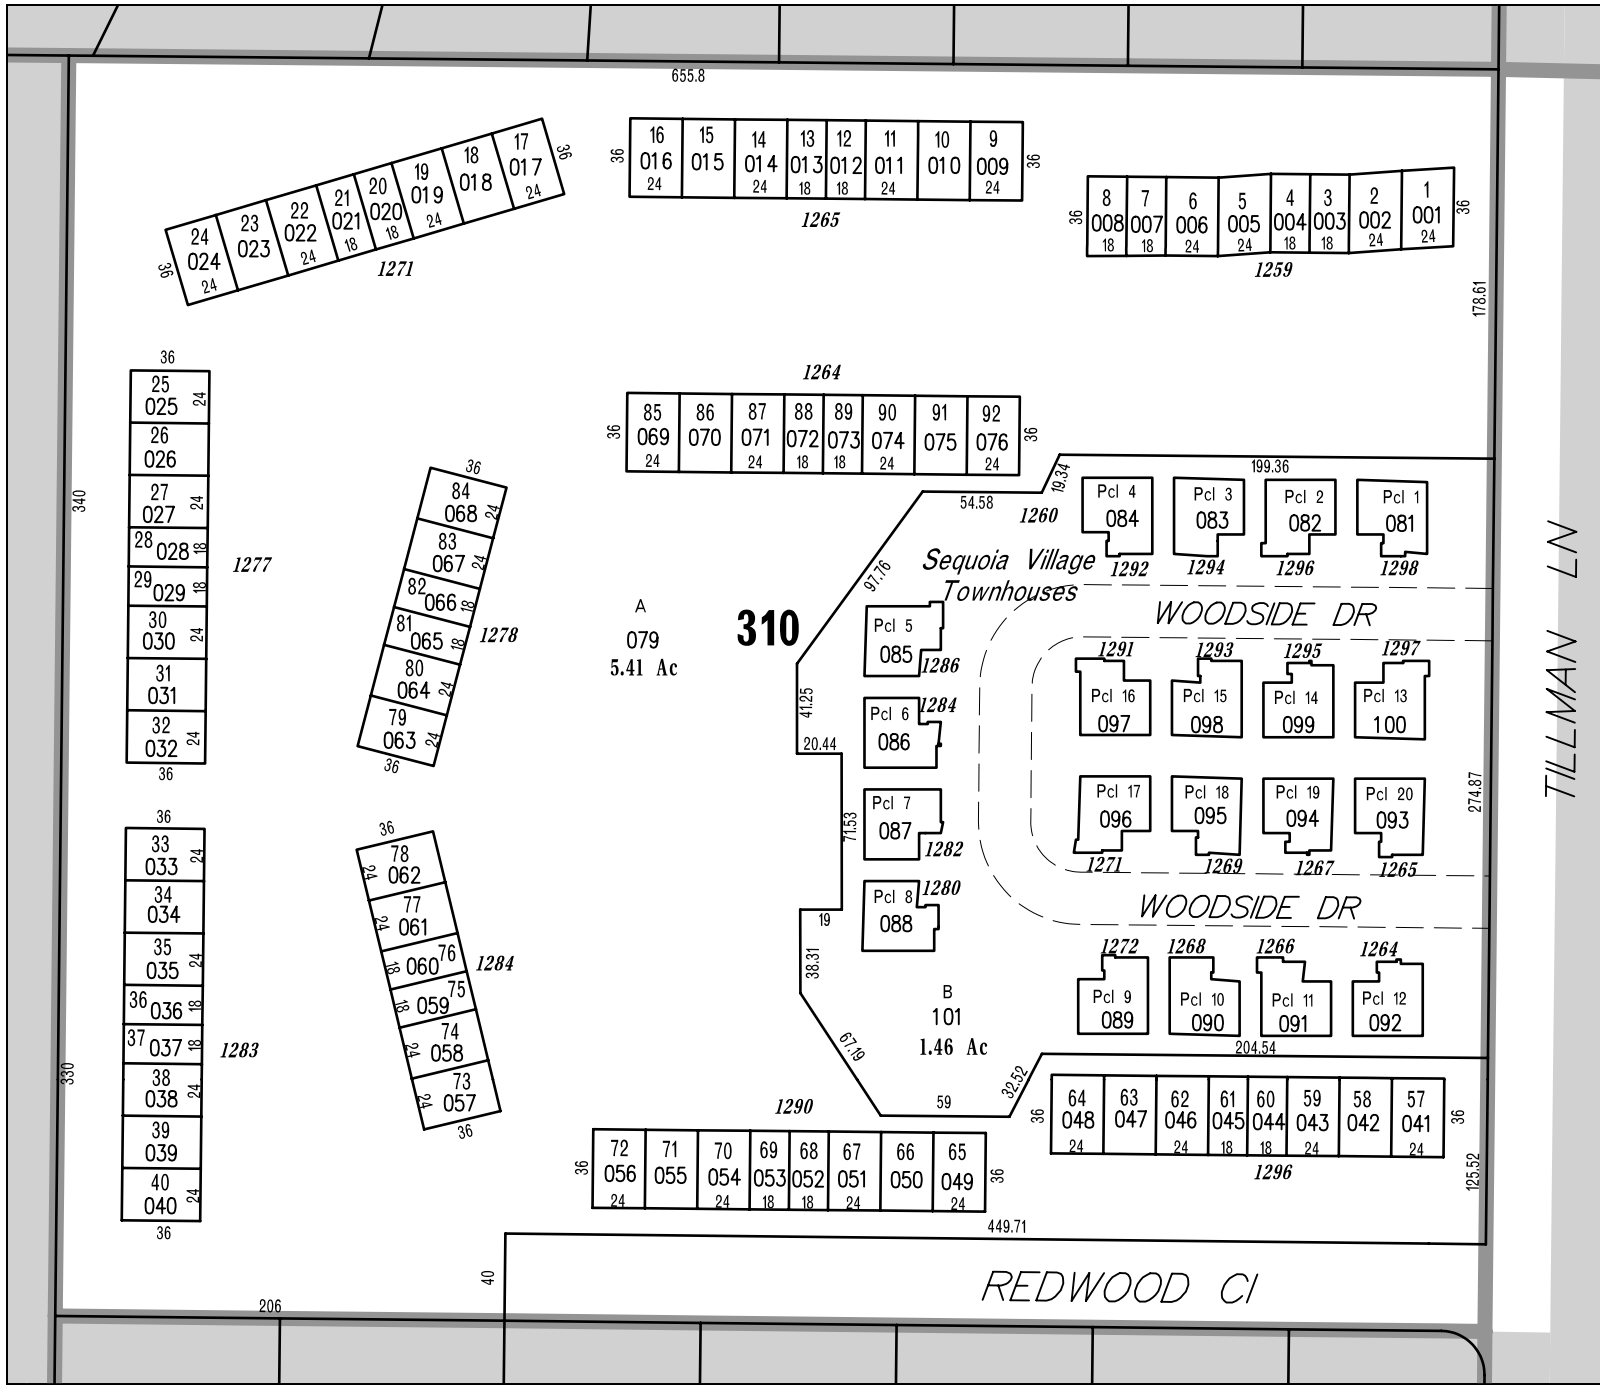 655.8
17 017 24 36
18 018
19 019 24
20 020 18
21 021 18
22 022 24
23 023
24 024 24 36
1271
36 16 016 24
15 015
14 014 24
13 013 18
12 012 18
11 011 24
10 010
9 009 24 36
1265
36 8 008 18
7 007 18
6 006 24
5 005 24
4 004 18
3 003 18
2 002 24
1 001 24 36
1259
178.61
36
25 025 24
26 026
27 027 24
28 028 18
29 029 18
30 030 24
31 031
32 032 24
36
1277
340
1264
36 85 069 24
86 070
87 071 24
88 072 18
89 073 18
90 074 24
91 075
92 076 24 36
36
84 068 24
83 067 24
82 066 18
81 065 18
80 064 24
79 063 24
36
1278
A
079
5.41 Ac
310
199.36
19.34
54.58
97.76
41.25
20.44
71.53
19
38.31
67.19
59
32.52
204.54
1260
Sequoia Village
Townhouses
Pcl 4 084 1292
Pcl 3 083 1294
Pcl 2 082 1296
Pcl 1 081 1298
WOODSIDE DR
TILLMAN LN
Pcl 5 085 1286
Pcl 6 086 1284
Pcl 7 087 1282
Pcl 8 088 1280
1291 Pcl 16 097
1293 Pcl 15 098
1295 Pcl 14 099
1297 Pcl 13 100
Pcl 17 096 1271
Pcl 18 095 1269
Pcl 19 094 1267
Pcl 20 093 1265
274.87
WOODSIDE DR
1272 Pcl 9 089
1268 Pcl 10 090
1266 Pcl 11 091
1264 Pcl 12 092
B
101
1.46 Ac
36
33 033 24
34 034
35 035 24
36 036 18
37 037 18
38 038 24
39 039
40 040 24
36
1283
330
36
78 062 24
77 061 24
76 060 18
75 059 18
74 058 24
73 057 24
36
1284
1290
36 72 056 24
71 055
70 054 24
69 053 18
68 052 18
67 051 24
66 050
65 049 24 36
36 64 048 24
63 047
62 046 24
61 045 18
60 044 18
59 043 24
58 042
57 041 24 36
1296
125.52
449.71
40
REDWOOD CI
206